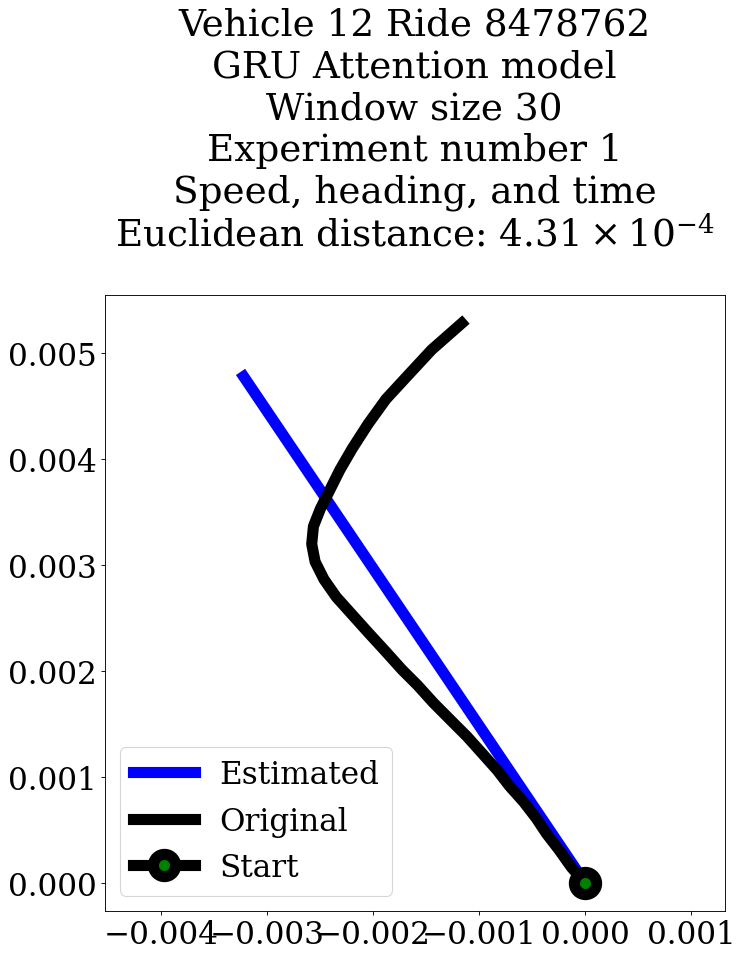 Vehicle 12 Ride 8478762
GRU Attention model
Window size 30
Experiment number 1
Speed, heading, and time
Euclidean distance: 4.31 × 10⁻⁴
0.005
0.004
0.003
0.002
0.001
0.000
Estimated
Original
Start
−0.004 −0.003 −0.002 −0.001 0.000 0.001